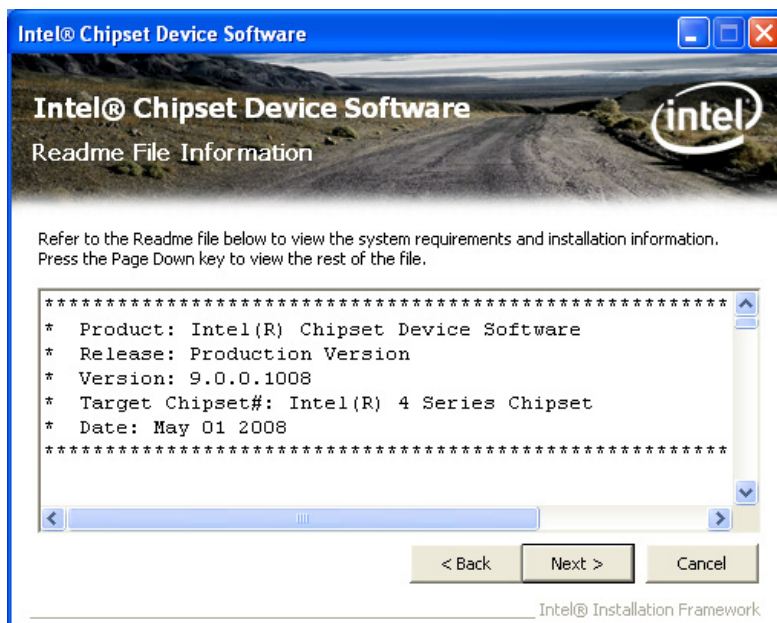 Intel® Chipset Device Software
Intel® Chipset Device Software
intel
Readme File Information
Refer to the Readme file below to view the system requirements and installation information.
Press the Page Down key to view the rest of the file.
********************************************************
* Product: Intel(R) Chipset Device Software
* Release: Production Version
* Version: 9.0.0.1008
* Target Chipset#: Intel(R) 4 Series Chipset
* Date: May 01 2008
********************************************************
< Back Next > Cancel
Intel® Installation Framework